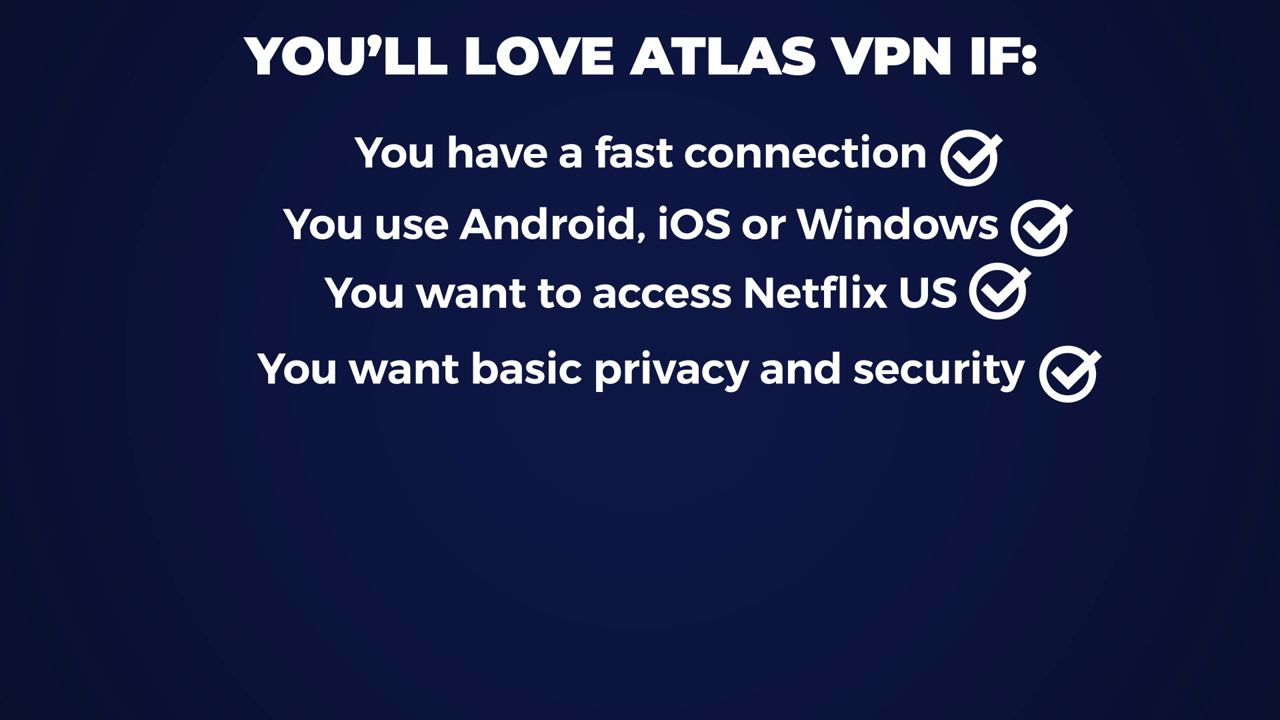 YOU’LL LOVE ATLAS VPN IF:
You have a fast connection
You use Android, iOS or Windows
You want to access Netflix US
You want basic privacy and security